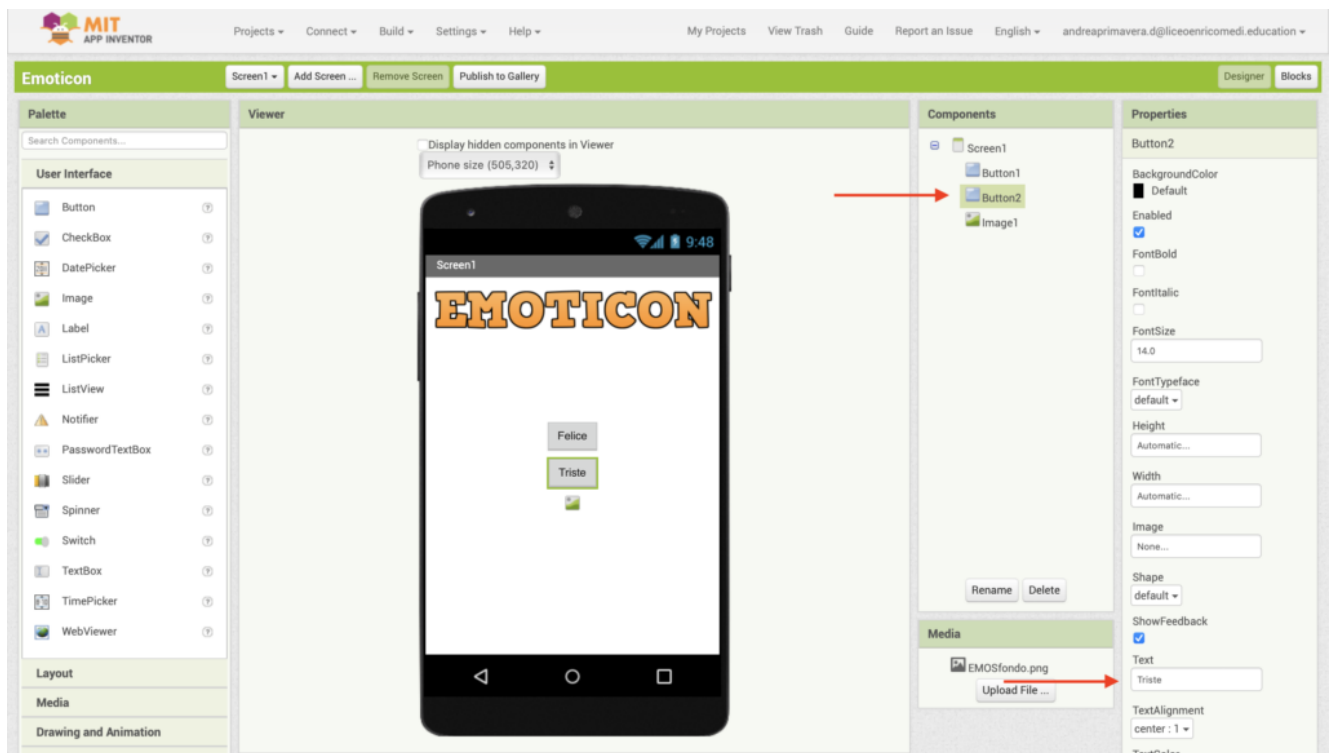 MIT
APP INVENTOR
Projects Connect Build Settings Help My Projects View Trash Guide Report an Issue English andreaprimavera.d@liceoenricomedi.education
Emoticon
Screen1 Add Screen ... Remove Screen Publish to Gallery Designer Blocks
Palette
Search Components...
User Interface
Button
CheckBox
DatePicker
Image
Label
ListPicker
ListView
Notifier
PasswordTextBox
Slider
Spinner
Switch
TextBox
TimePicker
WebViewer
Layout
Media
Drawing and Animation
Viewer
Display hidden components in Viewer
Phone size (505,320)
9:48
Screen1
EMOTICON
Felice
Triste
Components
Screen1
Button1
Button2
Image1
Rename Delete
Media
EMOSfondo.png
Upload File ...
Properties
Button2
BackgroundColor
Default
Enabled
FontBold
FontItalic
FontSize
14.0
FontTypeface
default
Height
Automatic...
Width
Automatic...
Image
None...
Shape
default
ShowFeedback
Text
Triste
TextAlignment
center : 1